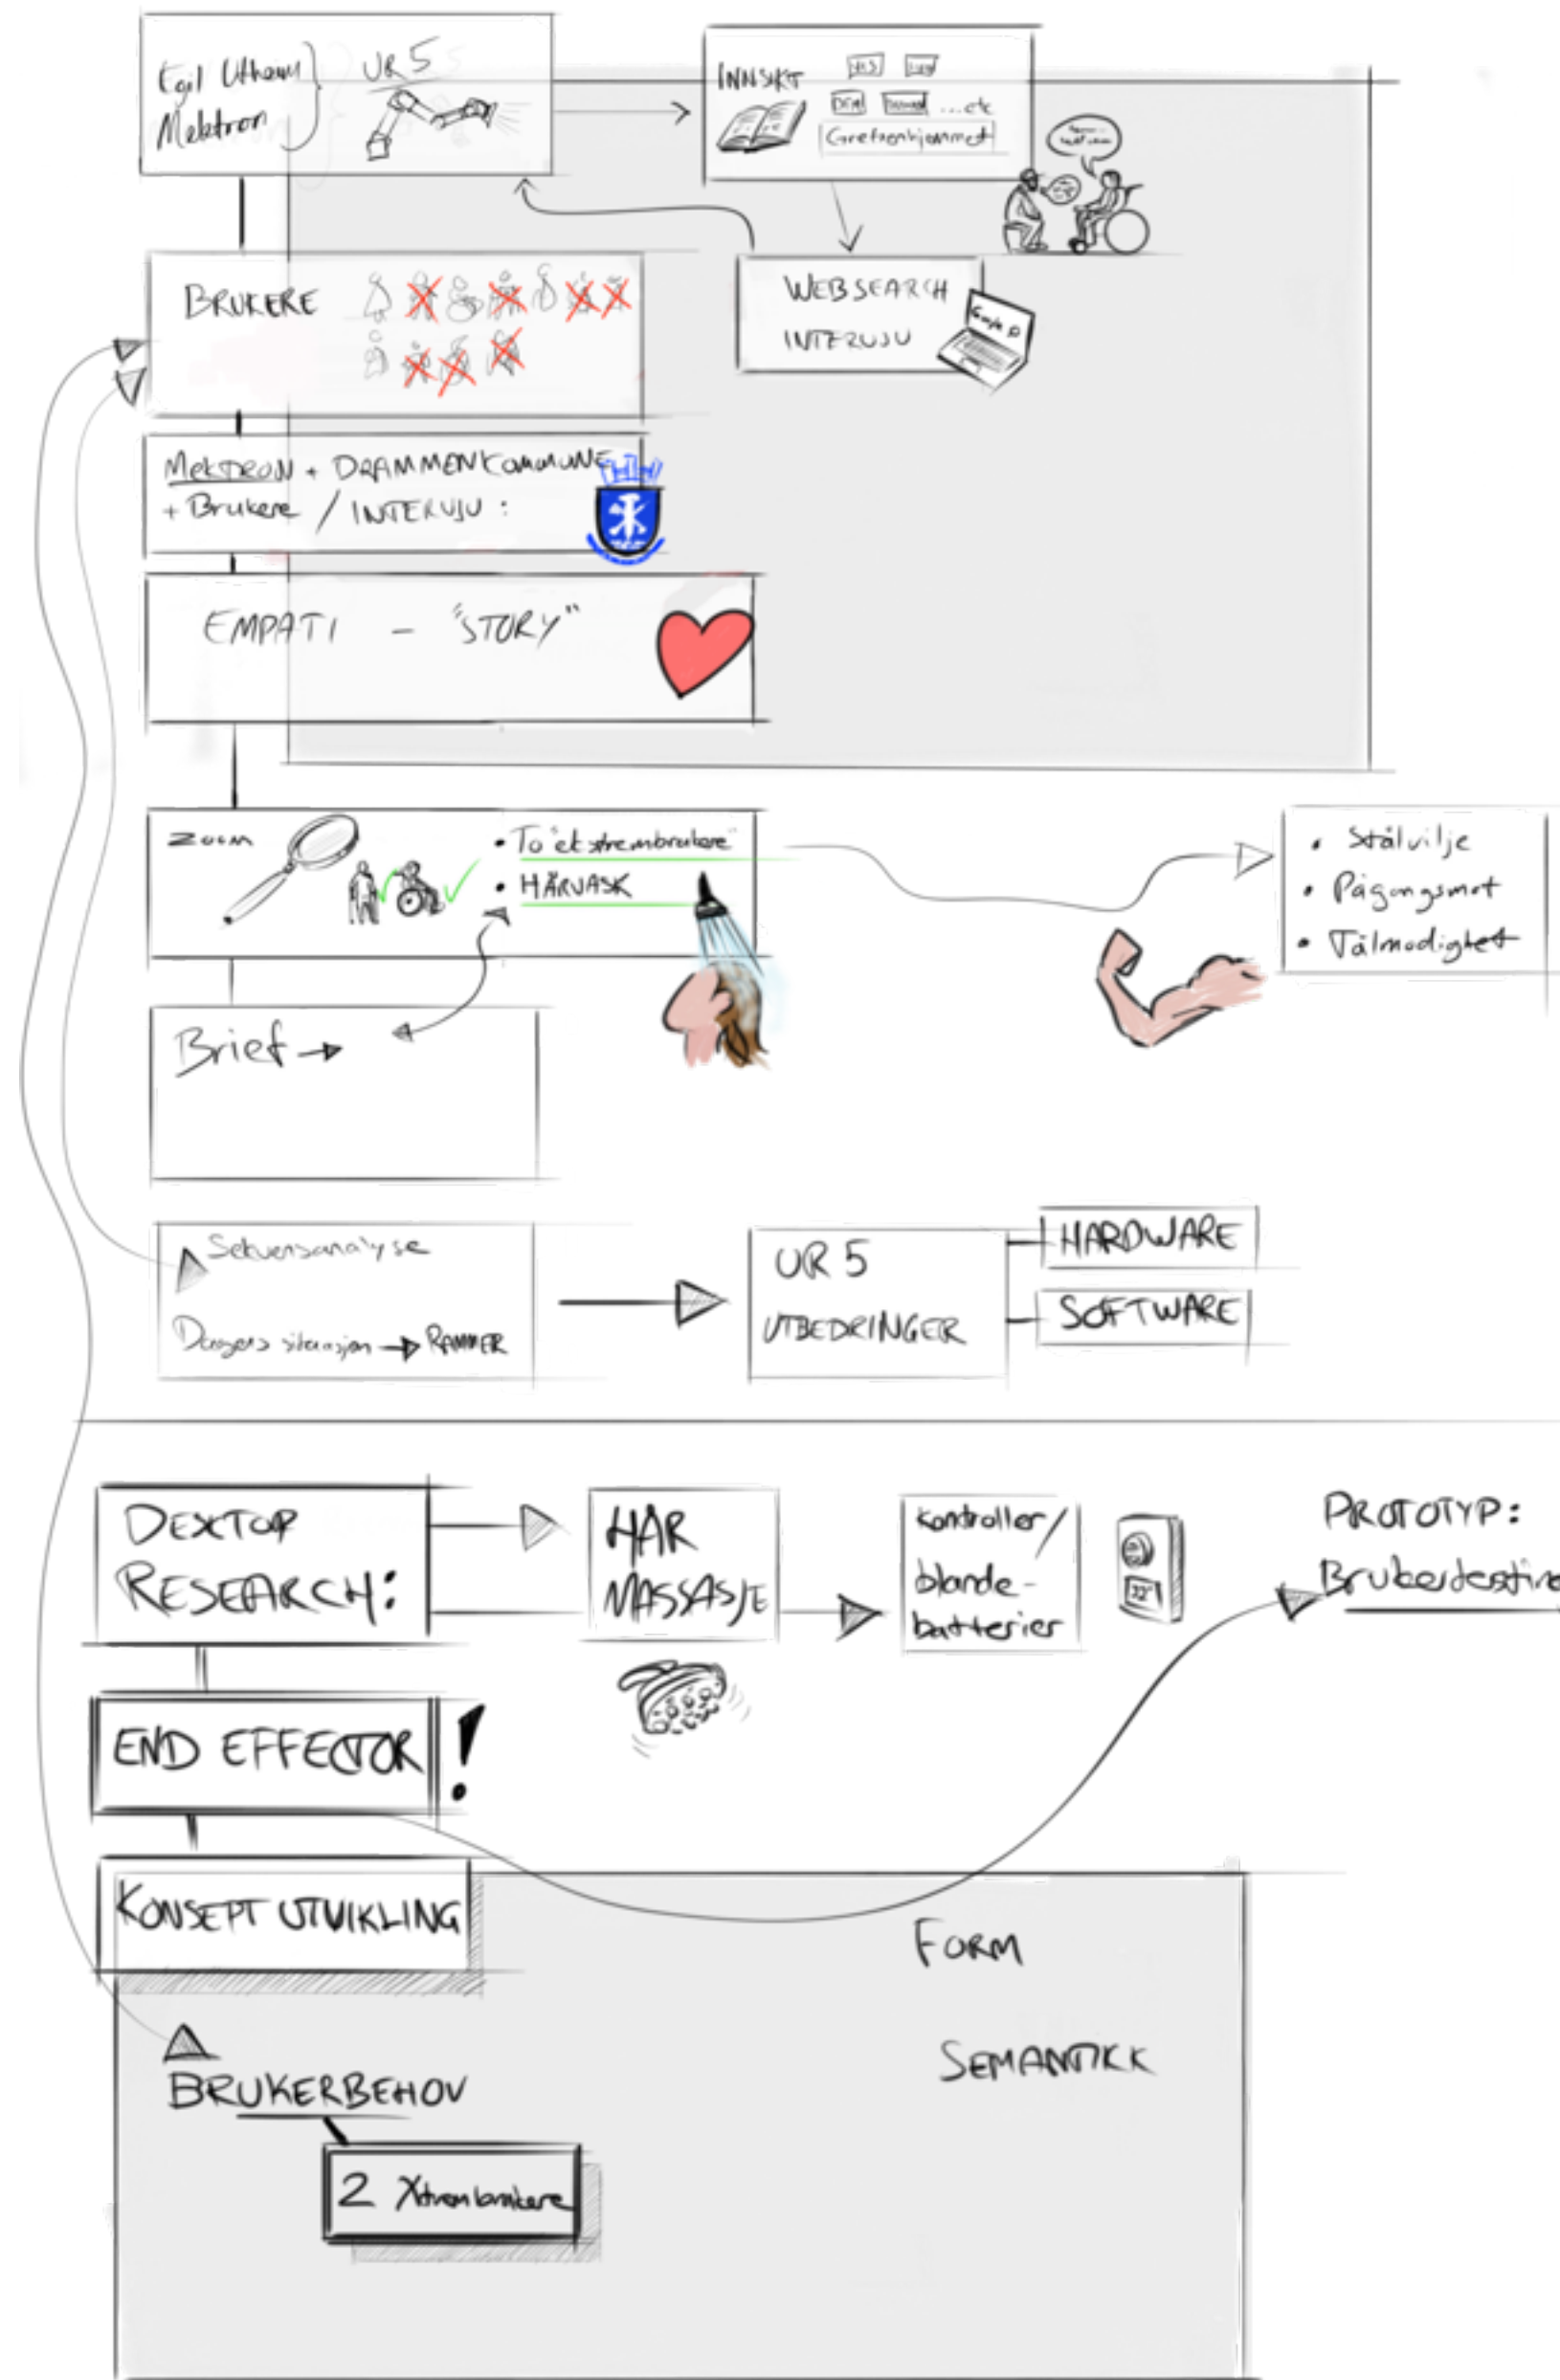 Egil Utheim
Mektron
UR 5
INNSIKT
...etc
Grefsenhjemmet
BRUKERE
WEBSEARCH
INTERVJU
MEKTRON + DRAMMEN KOMMUNE
+ Brukere / INTERVJU :
EMPATI - "STORY"
ZOOM
• To "ekstrembrukere"
• HÅRVASK
• Stålvilje
• Pågangsmot
• Tålmodighet
Brief →
Sekvensanalyse
Dagens situasjon → RAMMER
UR 5
UTBEDRINGER
HARDWARE
SOFTWARE
DEXTOP
RESEARCH:
HÅR
MASSASJE
kontroller/
blande-
batterier
PROTOTYP:
END EFFECTOR !
KONSEPT UTVIKLING
FORM
SEMANTIKK
BRUKERBEHOV
2 Xtrembrukere